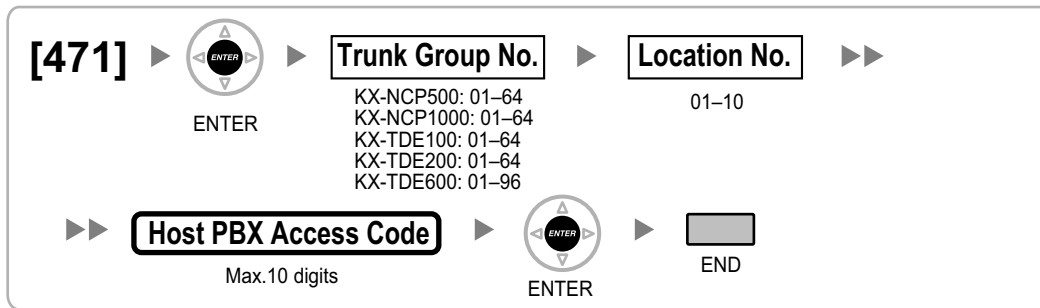 [471] ENTER Trunk Group No. Location No.
ENTER
KX-NCP500: 01–64
KX-NCP1000: 01–64
KX-TDE100: 01–64
KX-TDE200: 01–64
KX-TDE600: 01–96
01–10
Host PBX Access Code ENTER
Max.10 digits
ENTER
END